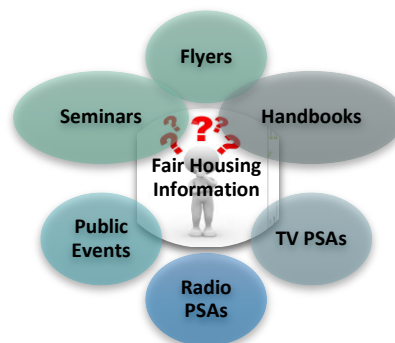 Flyers
Seminars
Handbooks
? ? ?
? ?
Fair Housing
Information
Public
Events
TV PSAs
Radio
PSAs